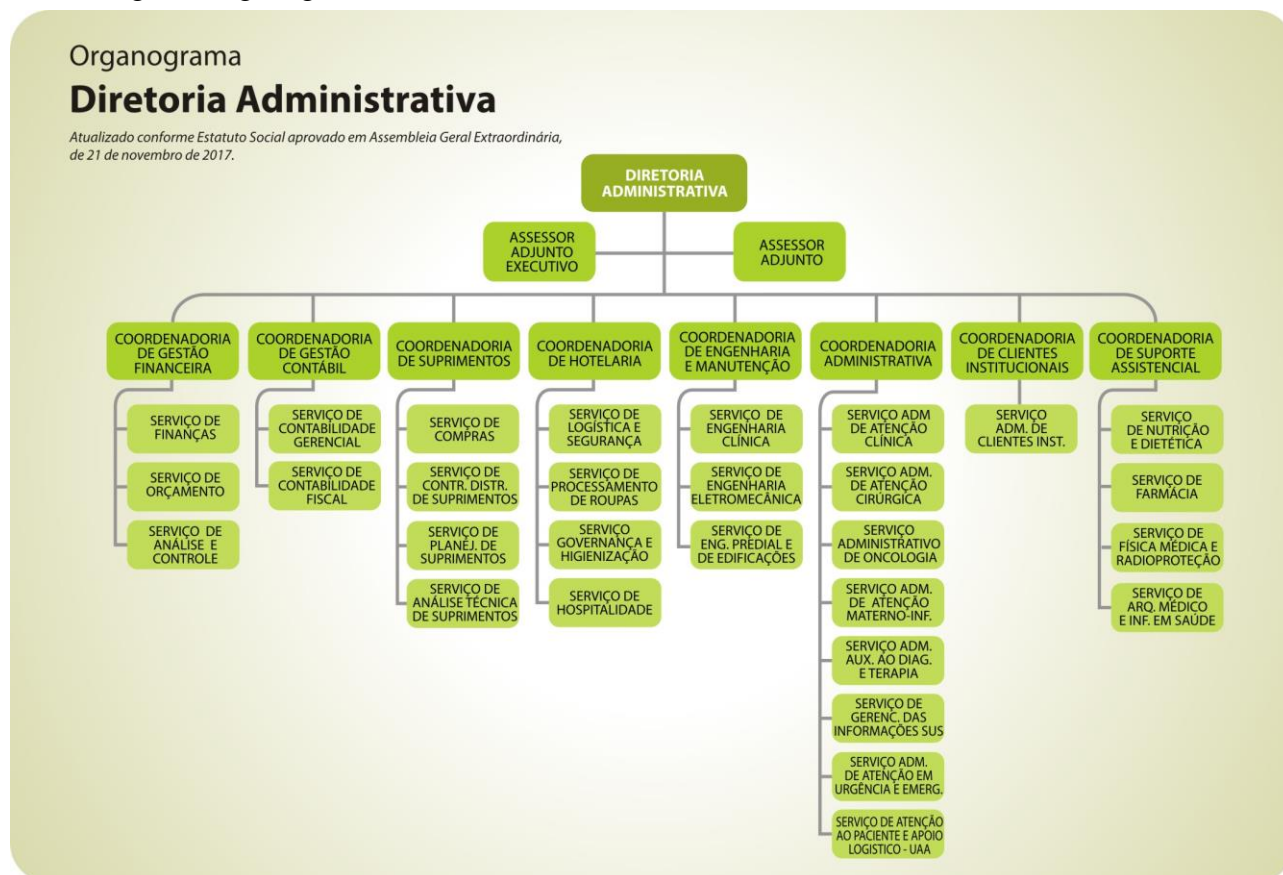 Organograma
Diretoria Administrativa
Atualizado conforme Estatuto Social aprovado em Assembleia Geral Extraordinária,
de 21 de novembro de 2017.
DIRETORIA
ADMINISTRATIVA
ASSESSOR
ADJUNTO
EXECUTIVO
ASSESSOR
ADJUNTO
COORDENADORIA
DE GESTÃO
FINANCEIRA
COORDENADORIA
DE GESTÃO
CONTÁBIL
COORDENADORIA
DE SUPRIMENTOS
COORDENADORIA
DE HOTELARIA
COORDENADORIA
DE ENGENHARIA
E MANUTENÇÃO
COORDENADORIA
ADMINISTRATIVA
COORDENADORIA
DE CLIENTES
INSTITUCIONAIS
COORDENADORIA
DE SUPORTE
ASSISTENCIAL
SERVIÇO DE
FINANÇAS
SERVIÇO DE
ORÇAMENTO
SERVIÇO DE
ANÁLISE E
CONTROLE
SERVIÇO DE
CONTABILIDADE
GERENCIAL
SERVIÇO DE
CONTABILIDADE
FISCAL
SERVIÇO DE
COMPRAS
SERVIÇO DE
CONTR. DISTR.
DE SUPRIMENTOS
SERVIÇO DE
PLANEJ. DE
SUPRIMENTOS
SERVIÇO DE
ANÁLISE TÉCNICA
DE SUPRIMENTOS
SERVIÇO DE
LOGÍSTICA E
SEGURANÇA
SERVIÇO DE
PROCESSAMENTO
DE ROUPAS
SERVIÇO
GOVERNANÇA E
HIGIENIZAÇÃO
SERVIÇO DE
HOSPITALIDADE
SERVIÇO DE
ENGENHARIA
CLÍNICA
SERVIÇO DE
ENGENHARIA
ELETROMECÂNICA
SERVIÇO DE
ENG. PREDIAL E
DE EDIFICAÇÕES
SERVIÇO ADM
DE ATENÇÃO
CLÍNICA
SERVIÇO ADM.
DE ATENÇÃO
CIRÚRGICA
SERVIÇO
ADMINISTRATIVO
DE ONCOLOGIA
SERVIÇO ADM.
DE ATENÇÃO
MATERNO-INF.
SERVIÇO ADM.
AUX. AO DIAG.
E TERAPIA
SERVIÇO DE
GERENC. DAS
INFORMAÇÕES SUS
SERVIÇO ADM.
DE ATENÇÃO EM
URGÊNCIA E EMERG.
SERVIÇO DE ATENÇÃO
AO PACIENTE E APOIO
LOGISTICO - UAA
SERVIÇO
ADM. DE
CLIENTES INST.
SERVIÇO
DE NUTRIÇÃO
E DIETÉTICA
SERVIÇO DE
FARMÁCIA
SERVIÇO DE
FÍSICA MÉDICA E
RADIOPROTEÇÃO
SERVIÇO DE
ARQ. MÉDICO
E INF. EM SAÚDE